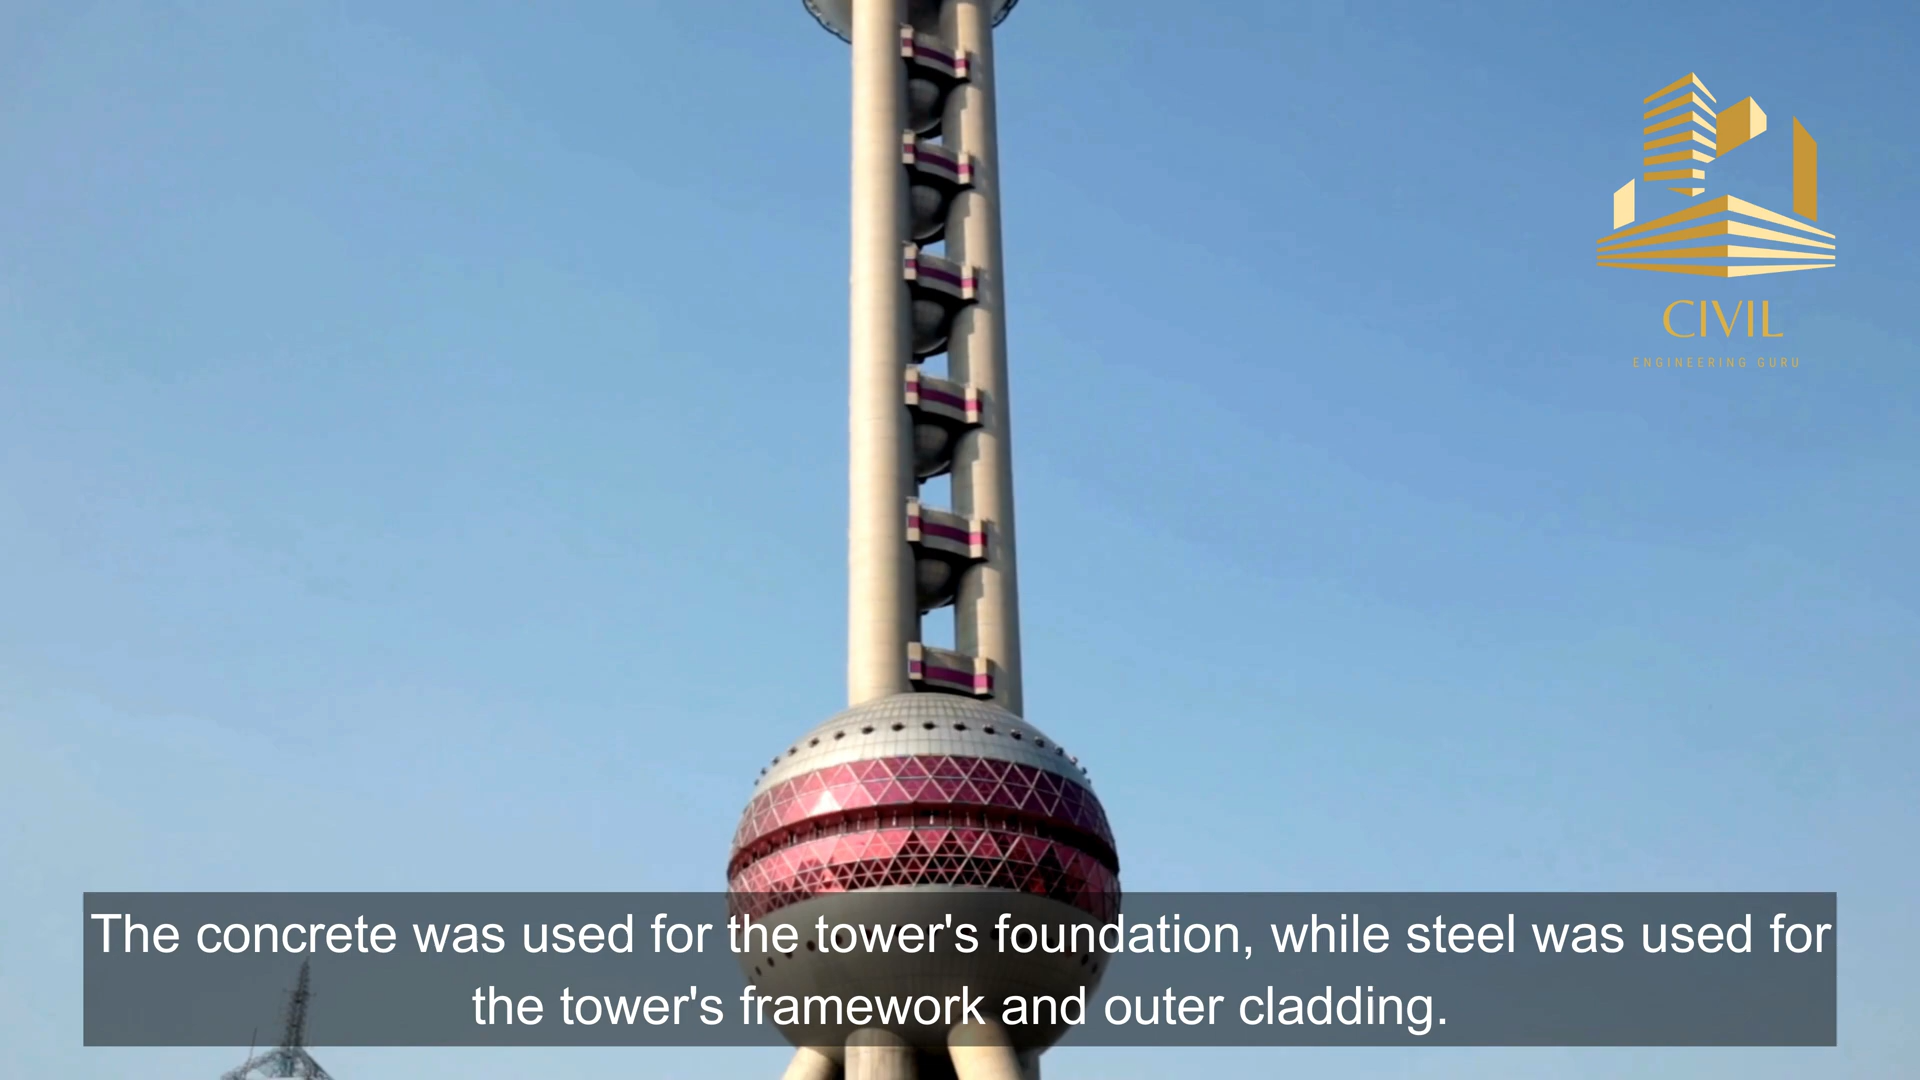 CIVIL
ENGINEERING GURU
The concrete was used for the tower's foundation, while steel was used for
the tower's framework and outer cladding.